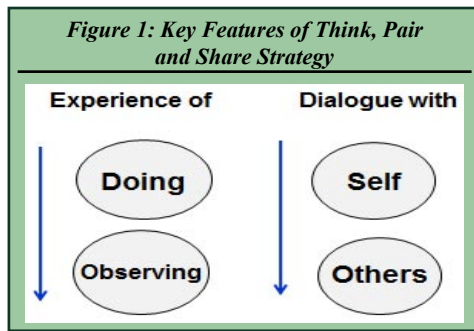 Figure 1: Key Features of Think, Pair
and Share Strategy
Experience of
Dialogue with
Doing
Self
Observing
Others